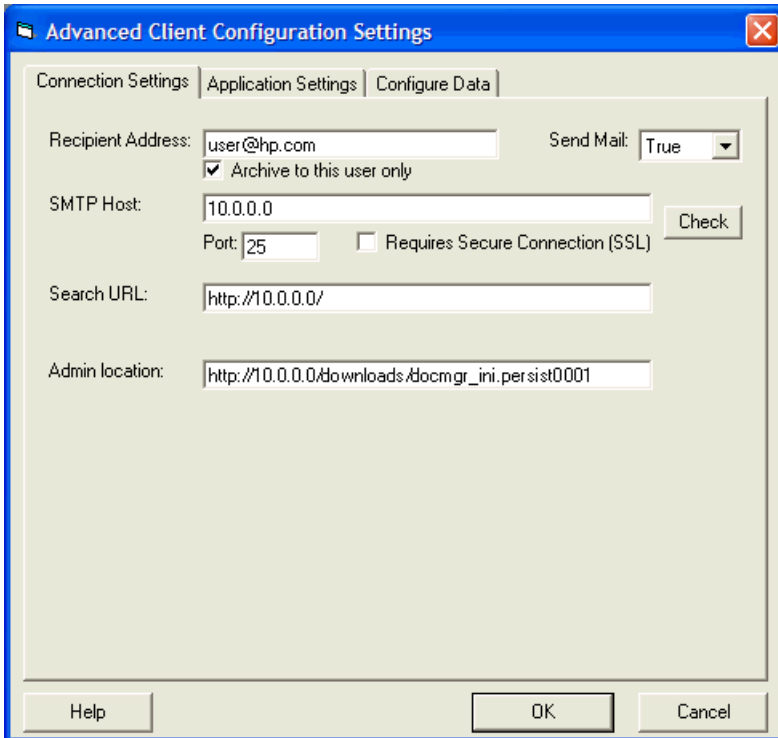 Advanced Client Configuration Settings
Connection Settings Application Settings Configure Data
Recipient Address: user@hp.com Send Mail: True
Archive to this user only
SMTP Host: 10.0.0.0 Check
Port: 25 Requires Secure Connection (SSL)
Search URL: http://10.0.0.0/
Admin location: http://10.0.0.0/downloads/docmgr_ini.persist0001
Help OK Cancel